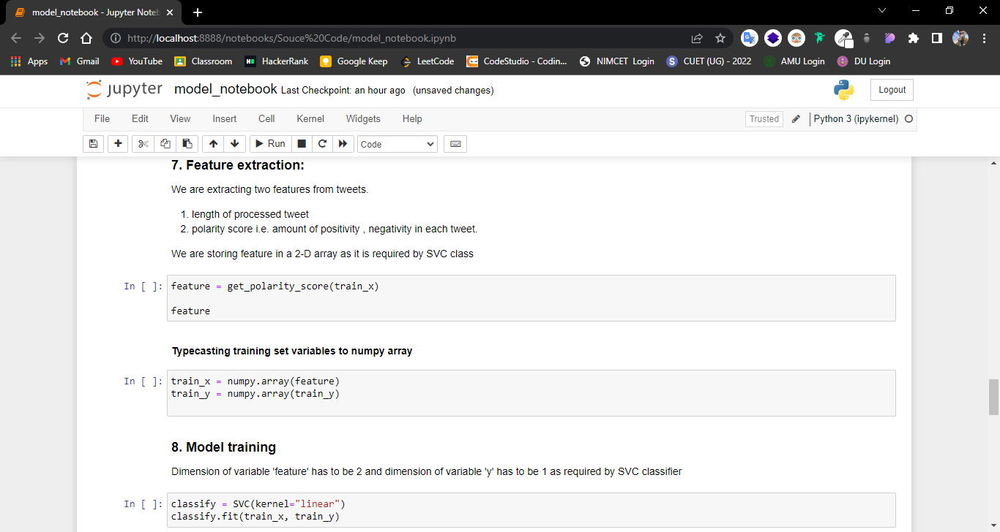 model_notebook - Jupyter Noteb
http://localhost:8888/notebooks/Souce%20Code/model_notebook.ipynb
Apps Gmail YouTube Classroom HackerRank Google Keep LeetCode CodeStudio - Codin... NIMCET Login CUET (UG) - 2022 AMU Login DU Login
jupyter model_notebook Last Checkpoint: an hour ago (unsaved changes) Logout
File Edit View Insert Cell Kernel Widgets Help Trusted Python 3 (ipykernel)
Run Code
7. Feature extraction:
We are extracting two features from tweets.
1. length of processed tweet
2. polarity score i.e. amount of positivity , negativity in each tweet.
We are storing feature in a 2-D array as it is required by SVC class
In [ ]: feature = get_polarity_score(train_x)
feature
Typecasting training set variables to numpy array
In [ ]: train_x = numpy.array(feature)
train_y = numpy.array(train_y)
8. Model training
Dimension of variable 'feature' has to be 2 and dimension of variable 'y' has to be 1 as required by SVC classifier
In [ ]: classify = SVC(kernel="linear")
classify.fit(train_x, train_y)